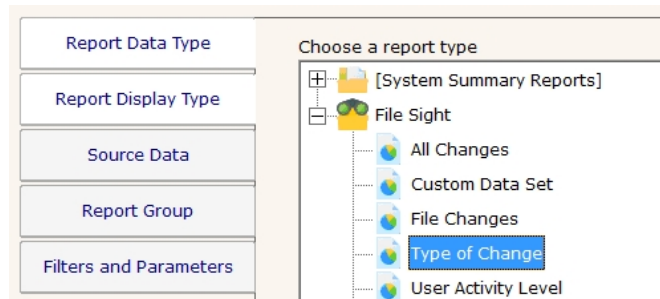 Report Data Type
Report Display Type
Source Data
Report Group
Filters and Parameters
Choose a report type
[System Summary Reports]
File Sight
All Changes
Custom Data Set
File Changes
Type of Change
User Activity Level